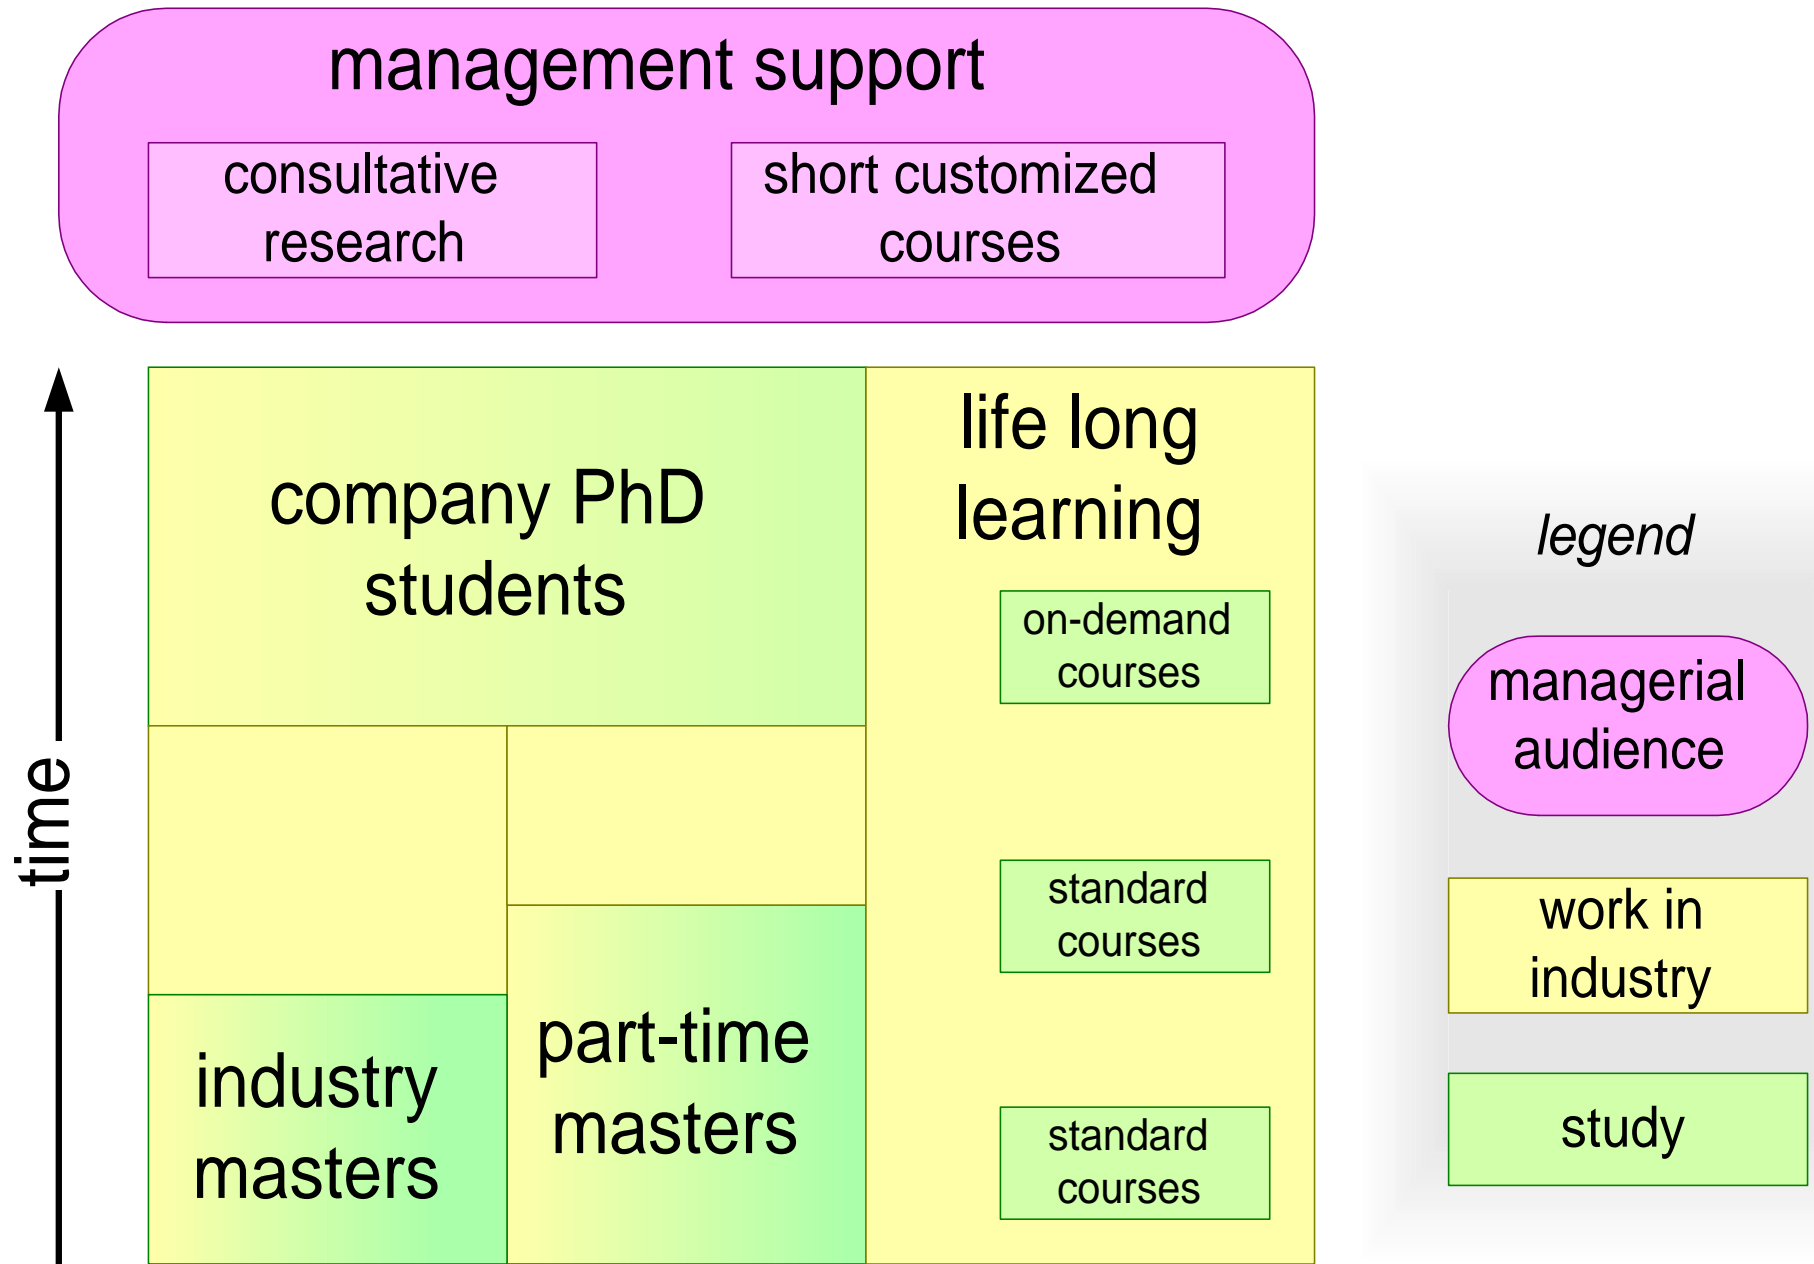 management support
consultative
research
short customized
courses
time
company PhD
students
life long
learning
on-demand
courses
standard
courses
industry
masters
part-time
masters
standard
courses
legend
managerial
audience
work in
industry
study